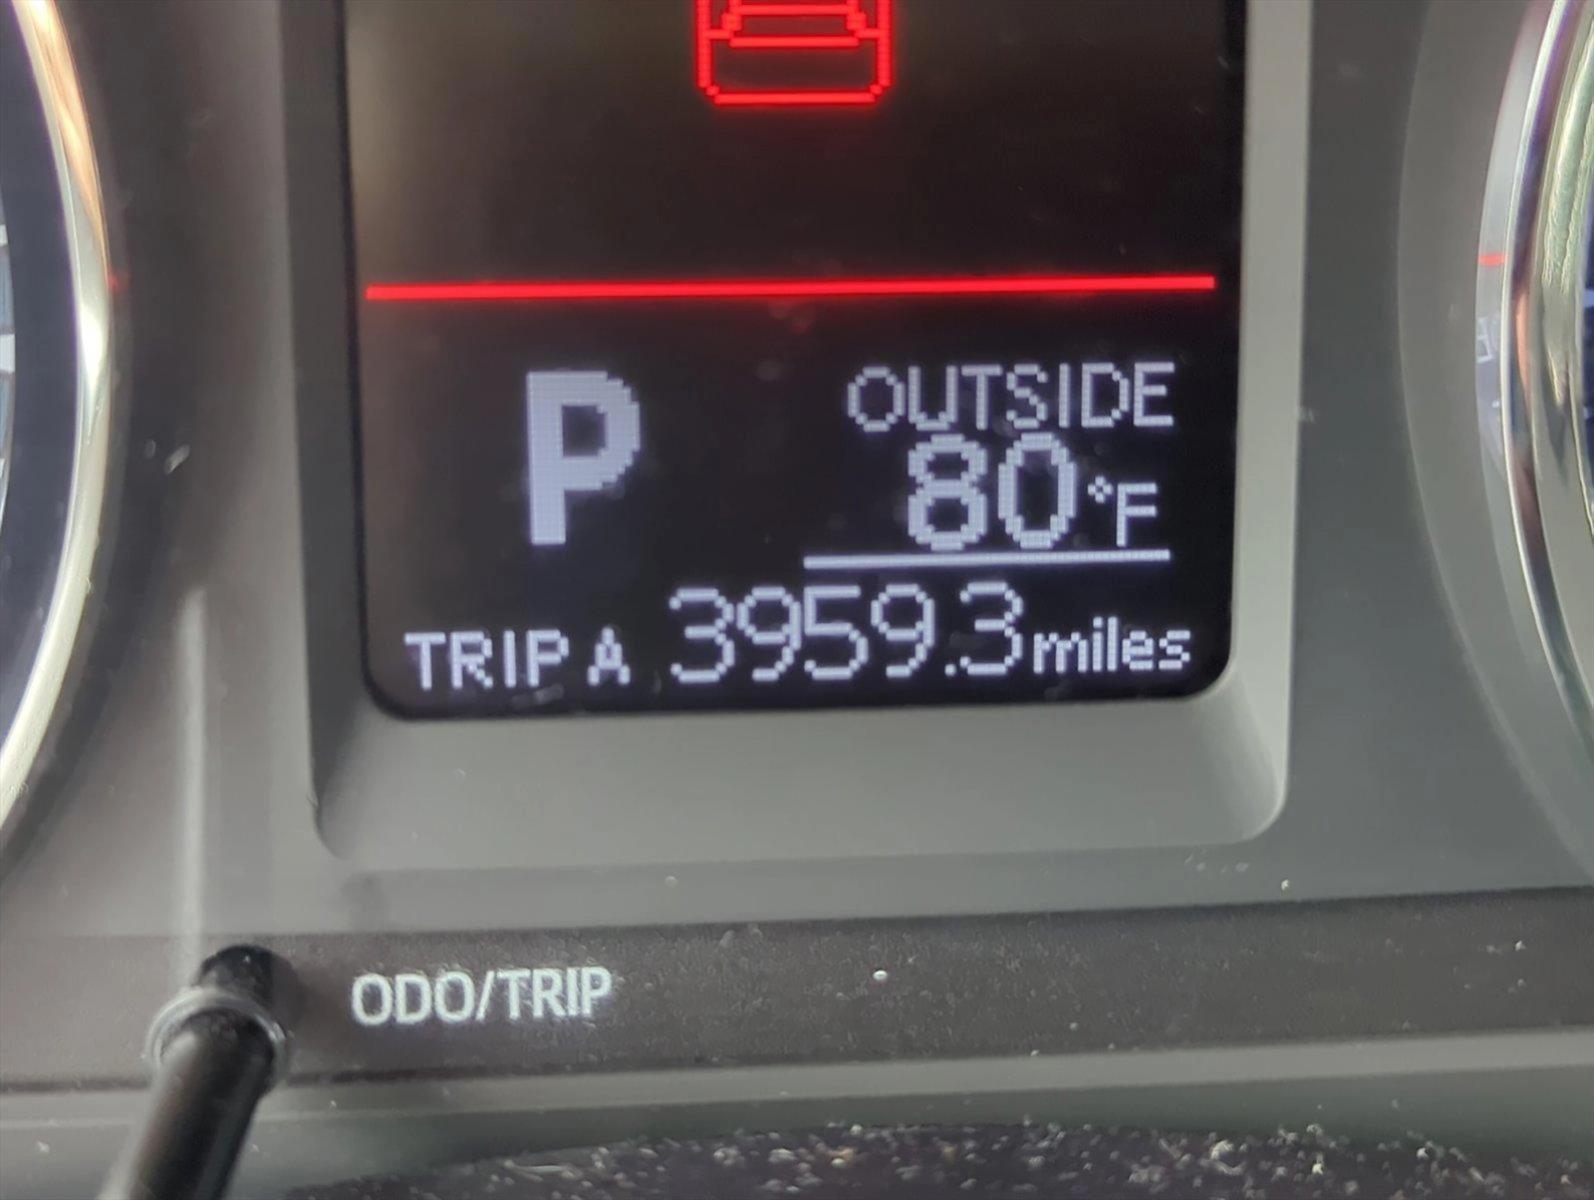 P
OUTSIDE
80°F
TRIP A 3959.3 miles
ODO/TRIP